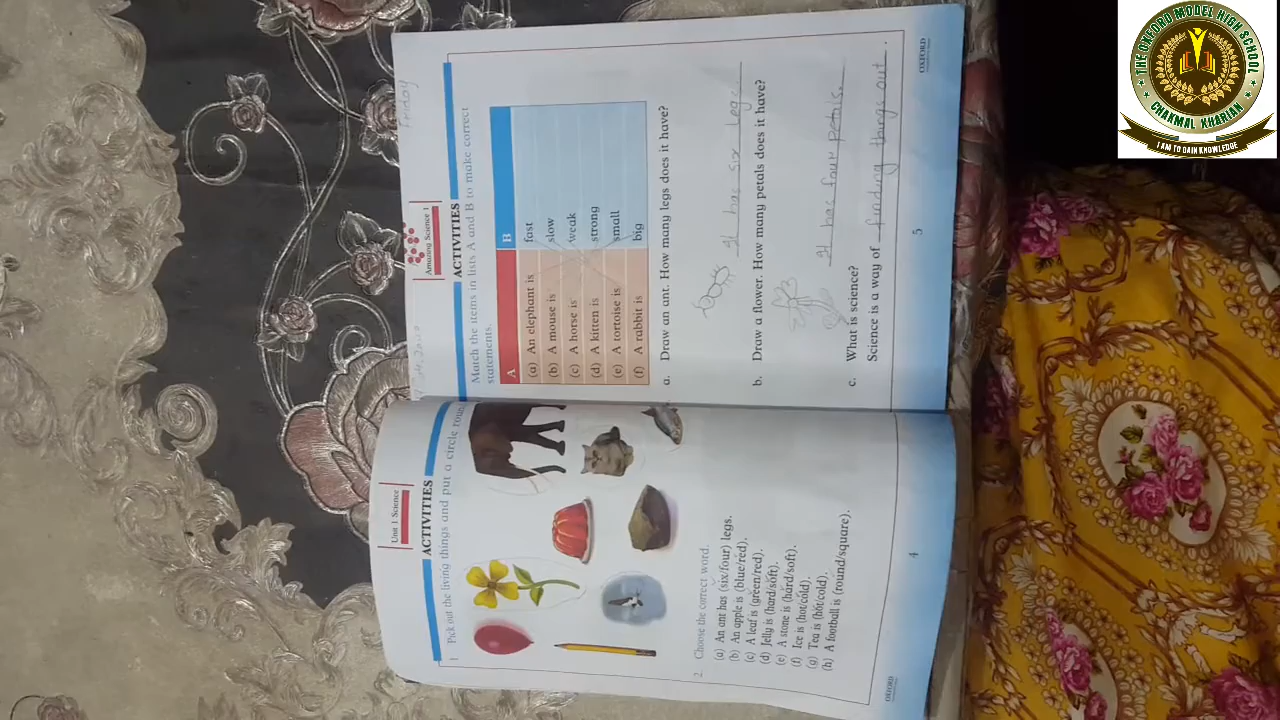 THE OXFORD MODEL HIGH SCHOOL
CHAKMAL KHARIAN
I AM TO GAIN KNOWLEDGE
Unit 1 Science
ACTIVITIES
1 Pick out the living things and put a circle round
2. Choose the correct word.
(a) An ant has (six/four) legs.
(b) An apple is (blue/red).
(c) A leaf is (green/red).
(d) Jelly is (hard/soft).
(e) A stone is (hard/soft).
(f) Ice is (hot/cold).
(g) Tea is (hot/cold).
(h) A football is (round/square).
OXFORD
4
Friday
Amazing Science 1
ACTIVITIES
Match the items in lists A and B to make correct
statements.
A B
(a) An elephant is fast
(b) A mouse is slow
(c) A horse is weak
(d) A kitten is strong
(e) A tortoise is small
(f) A rabbit is big
a. Draw an ant. How many legs does it have?
It has six legs.
b. Draw a flower. How many petals does it have?
It has four petals.
c. What is science?
Science is a way of finding things out.
5
OXFORD